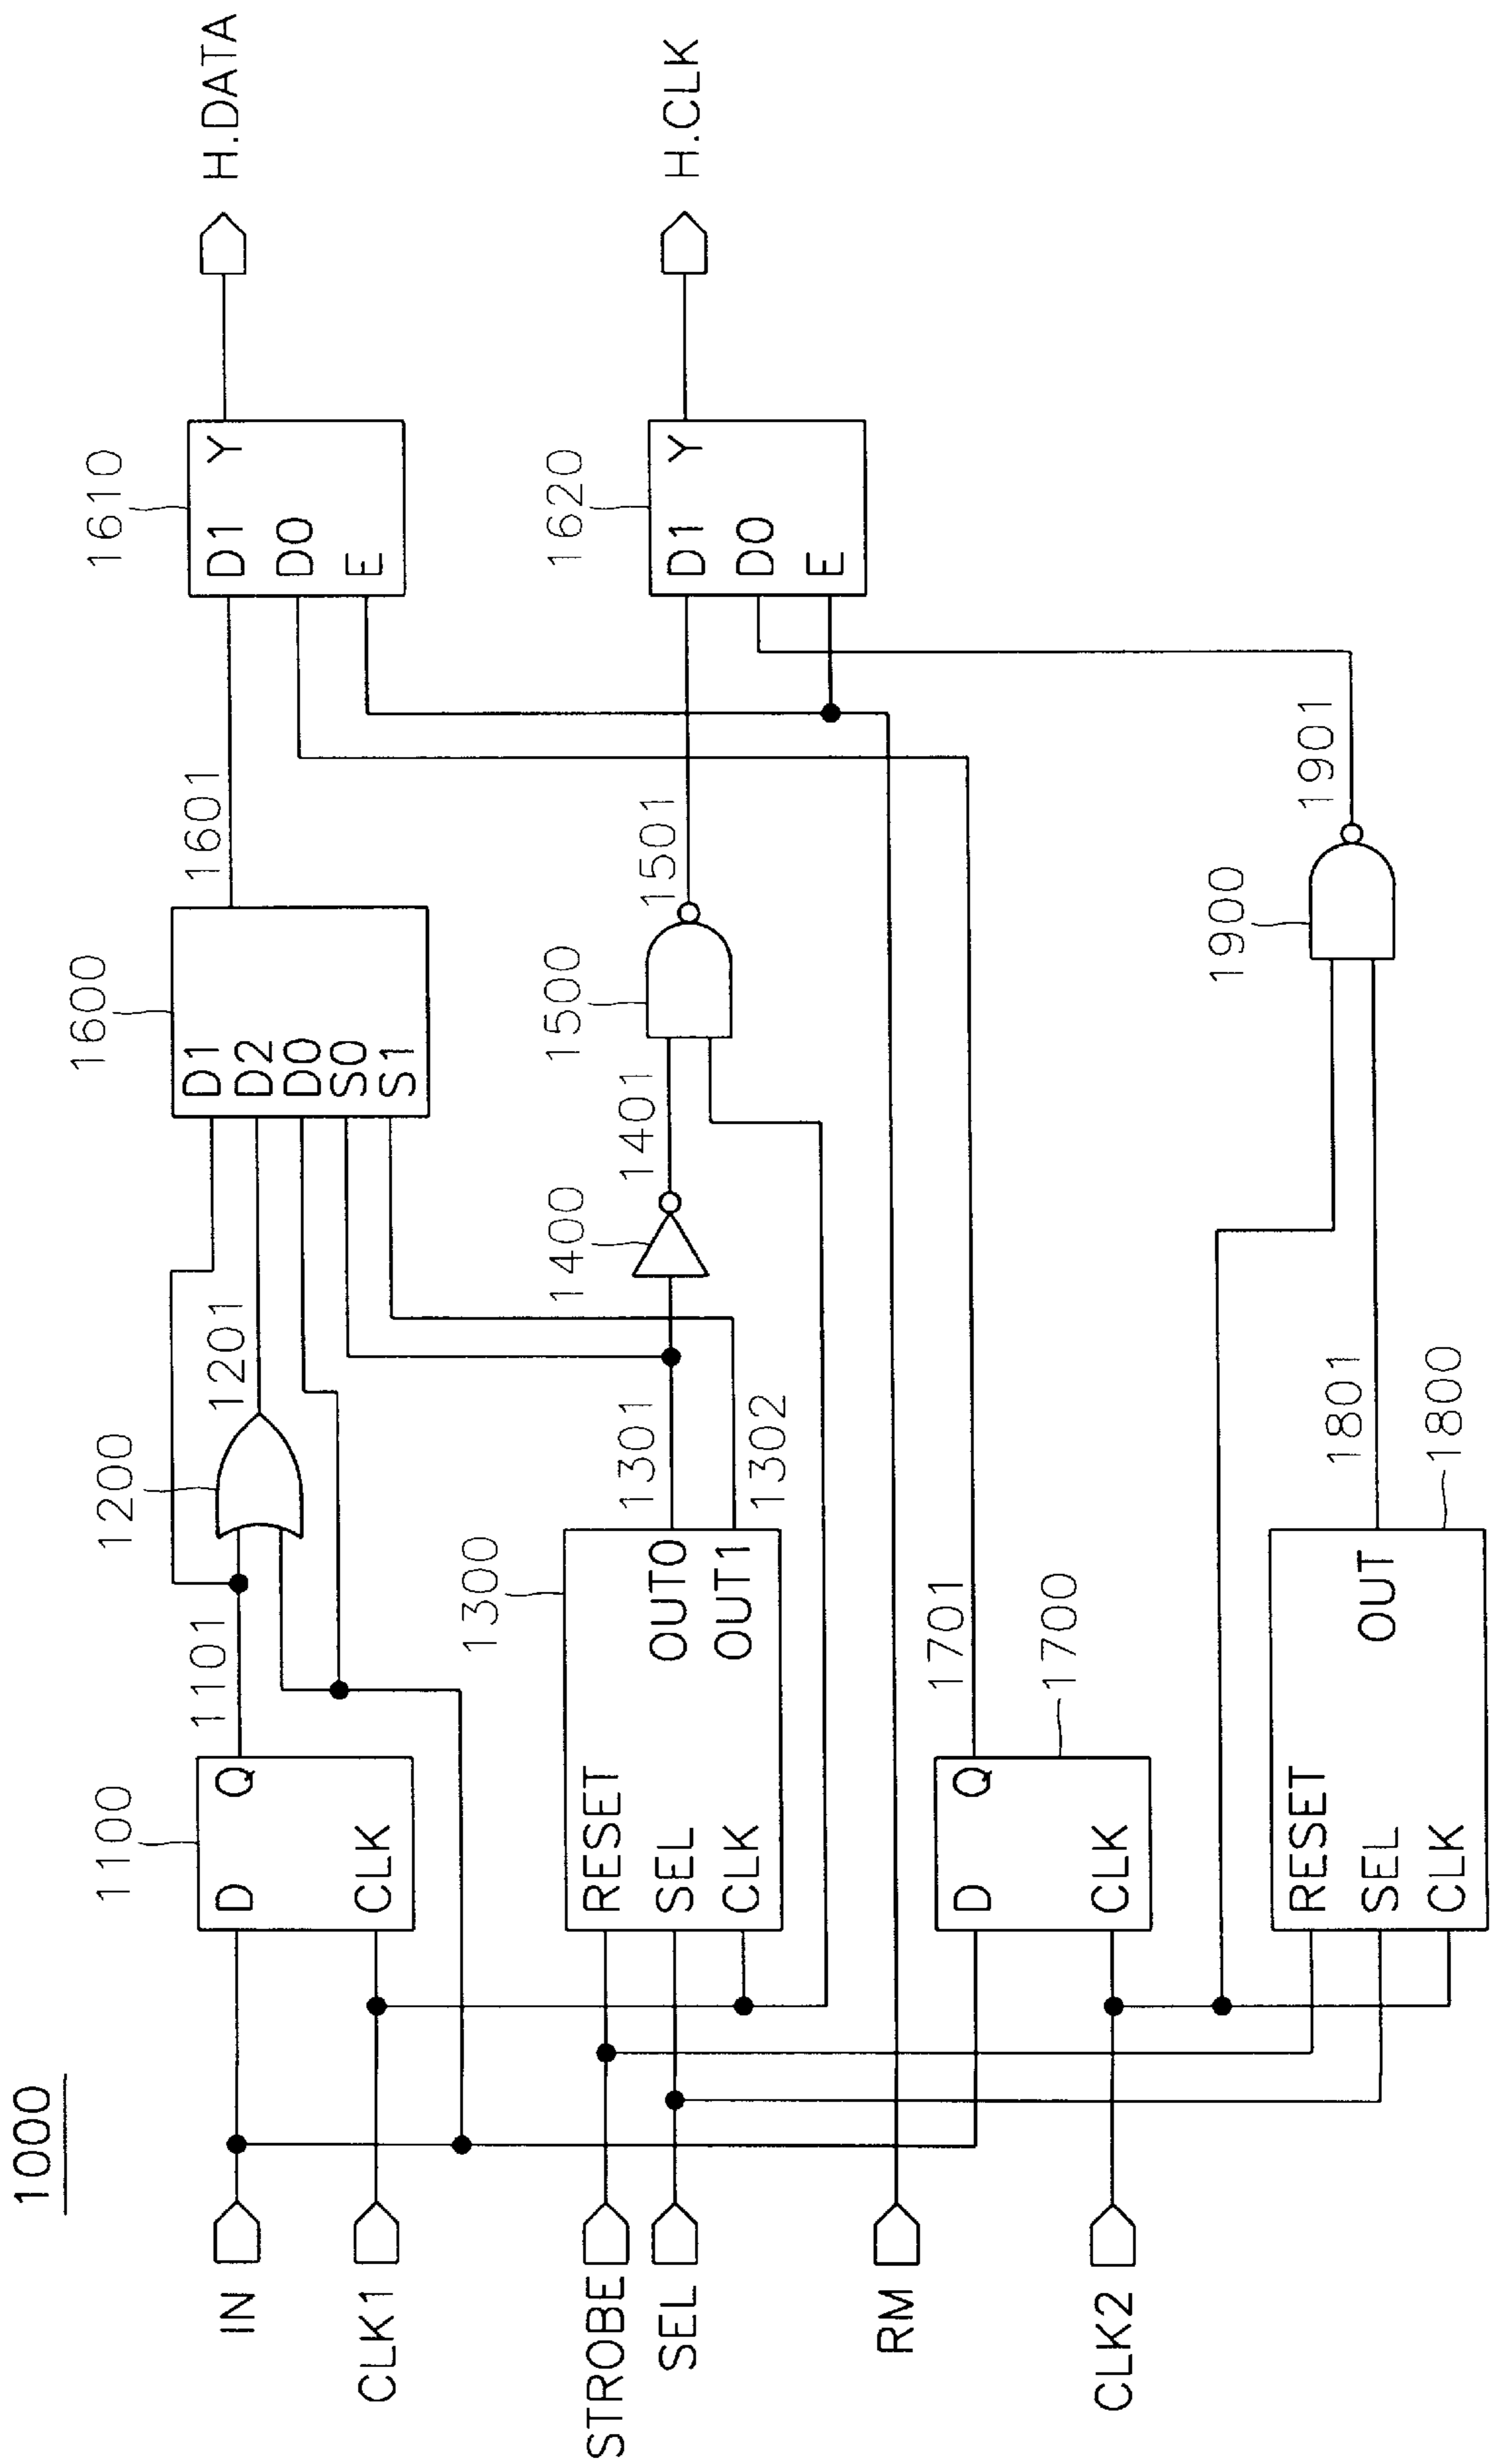 1000
IN
CLK1
STROBE
SEL
RM
CLK2
1100
D
Q
CLK
1101
1200
1201
1300
RESET
SEL
CLK
OUT0
OUT1
1301
1302
1400
1401
1500
1501
1600
D1
D2
D0
S0
S1
1601
1610
D1
Y
D0
E
H.DATA
1620
D1
Y
D0
E
H.CLK
1700
D
Q
CLK
1701
1800
RESET
SEL
CLK
OUT
1801
1900
1901